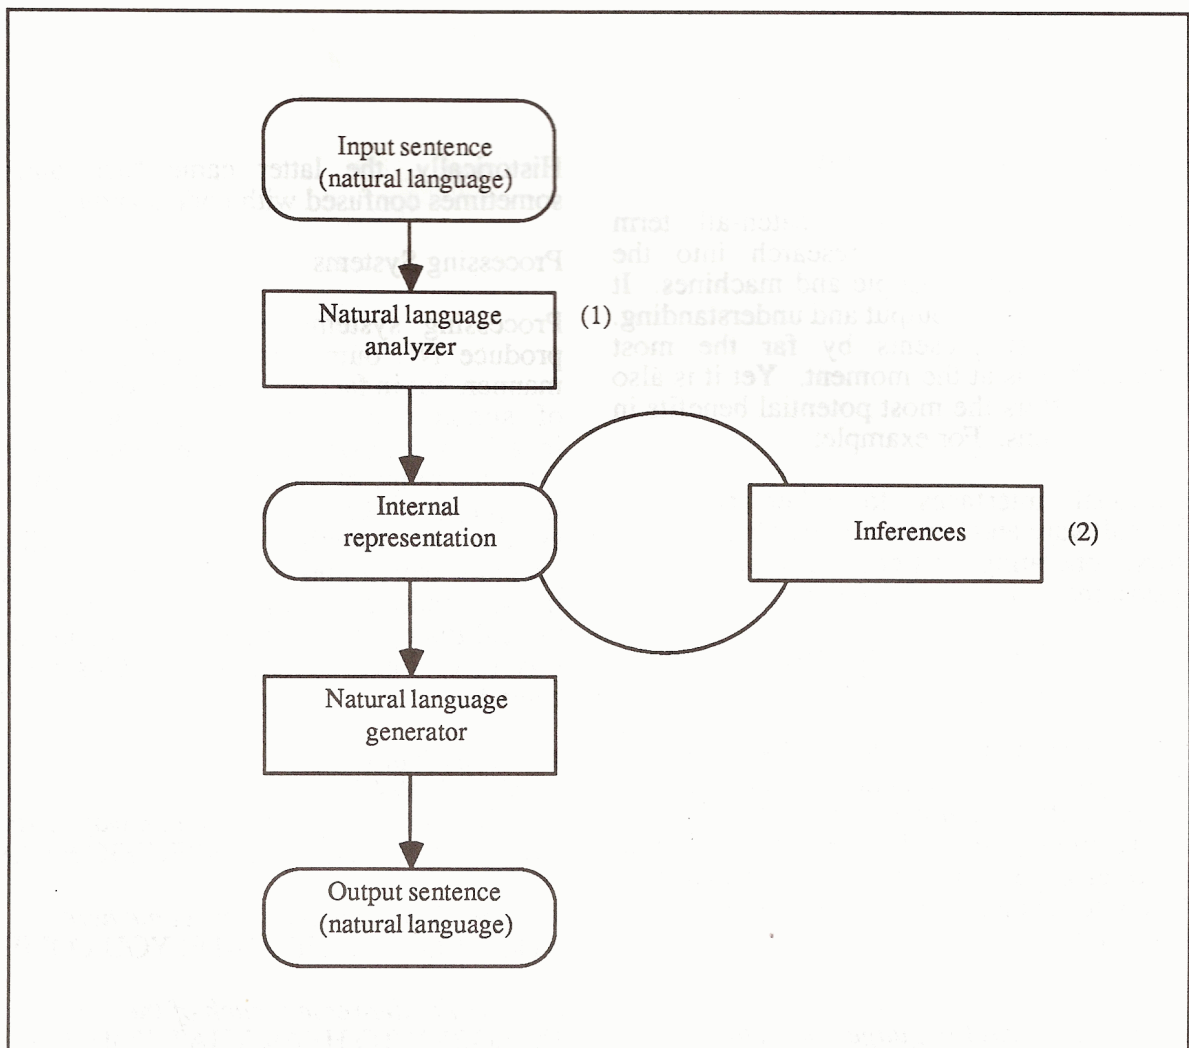 Input sentence
(natural language)
Natural language
analyzer
(1)
Internal
representation
Inferences
(2)
Natural language
generator
Output sentence
(natural language)